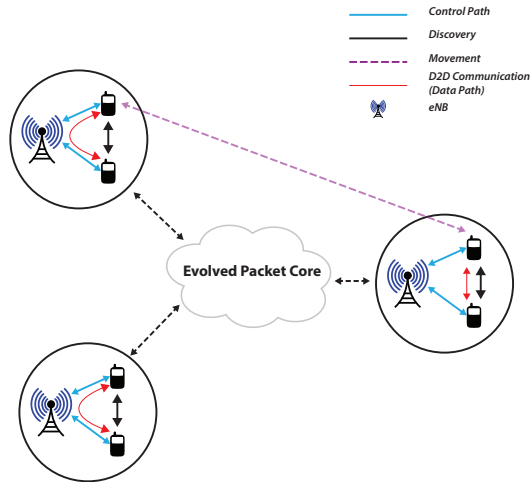 Control Path
Discovery
Movement
D2D Communication
(Data Path)
eNB
Evolved Packet Core